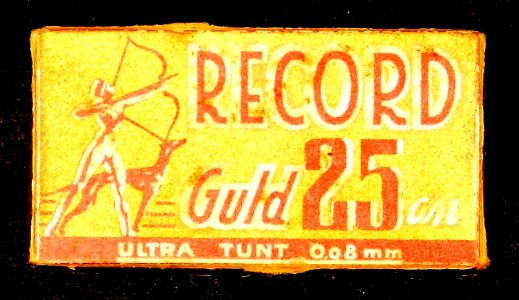 RECORD
Guld 25 öre
ULTRA TUNT 0.08 mm